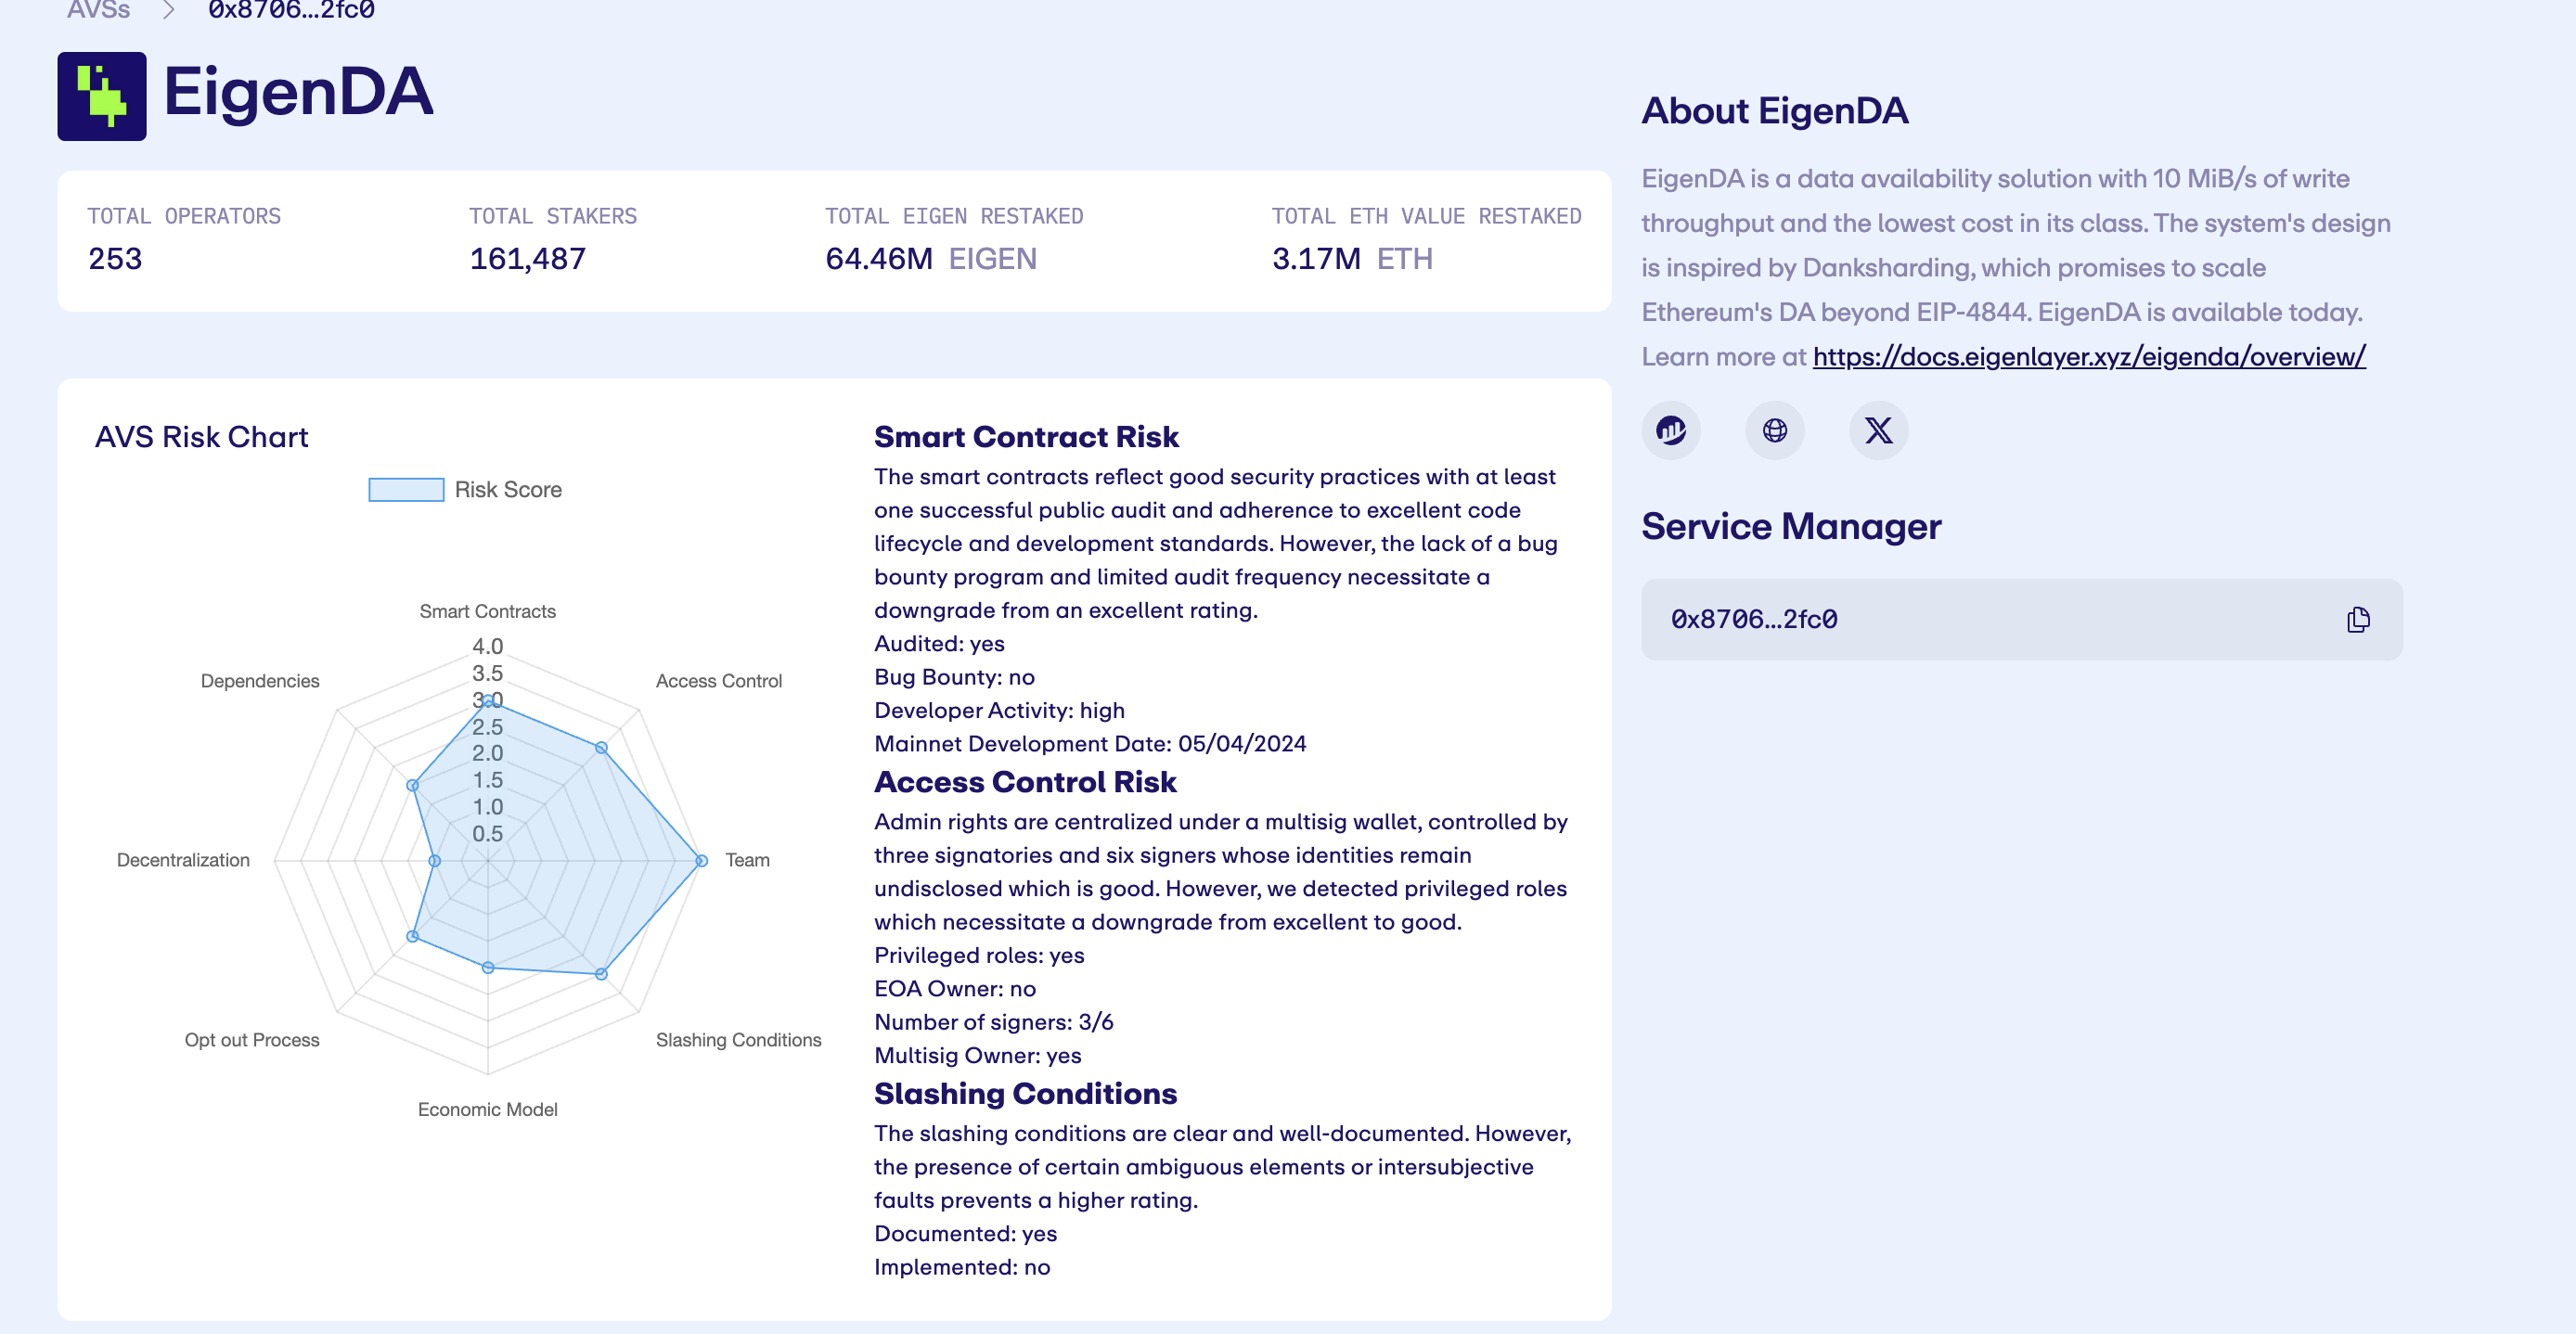 AVSs > 0x8706...2fc0
EigenDA
TOTAL OPERATORS
253
TOTAL STAKERS
161,487
TOTAL EIGEN RESTAKED
64.46M EIGEN
TOTAL ETH VALUE RESTAKED
3.17M ETH
AVS Risk Chart
Risk Score
Smart Contracts
4.0
3.5
3.0
2.5
2.0
1.5
1.0
0.5
Access Control
Team
Slashing Conditions
Economic Model
Opt out Process
Decentralization
Dependencies
Smart Contract Risk
The smart contracts reflect good security practices with at least
one successful public audit and adherence to excellent code
lifecycle and development standards. However, the lack of a bug
bounty program and limited audit frequency necessitate a
downgrade from an excellent rating.
Audited: yes
Bug Bounty: no
Developer Activity: high
Mainnet Development Date: 05/04/2024
Access Control Risk
Admin rights are centralized under a multisig wallet, controlled by
three signatories and six signers whose identities remain
undisclosed which is good. However, we detected privileged roles
which necessitate a downgrade from excellent to good.
Privileged roles: yes
EOA Owner: no
Number of signers: 3/6
Multisig Owner: yes
Slashing Conditions
The slashing conditions are clear and well-documented. However,
the presence of certain ambiguous elements or intersubjective
faults prevents a higher rating.
Documented: yes
Implemented: no
About EigenDA
EigenDA is a data availability solution with 10 MiB/s of write
throughput and the lowest cost in its class. The system's design
is inspired by Danksharding, which promises to scale
Ethereum's DA beyond EIP-4844. EigenDA is available today.
Learn more at https://docs.eigenlayer.xyz/eigenda/overview/
Service Manager
0x8706...2fc0